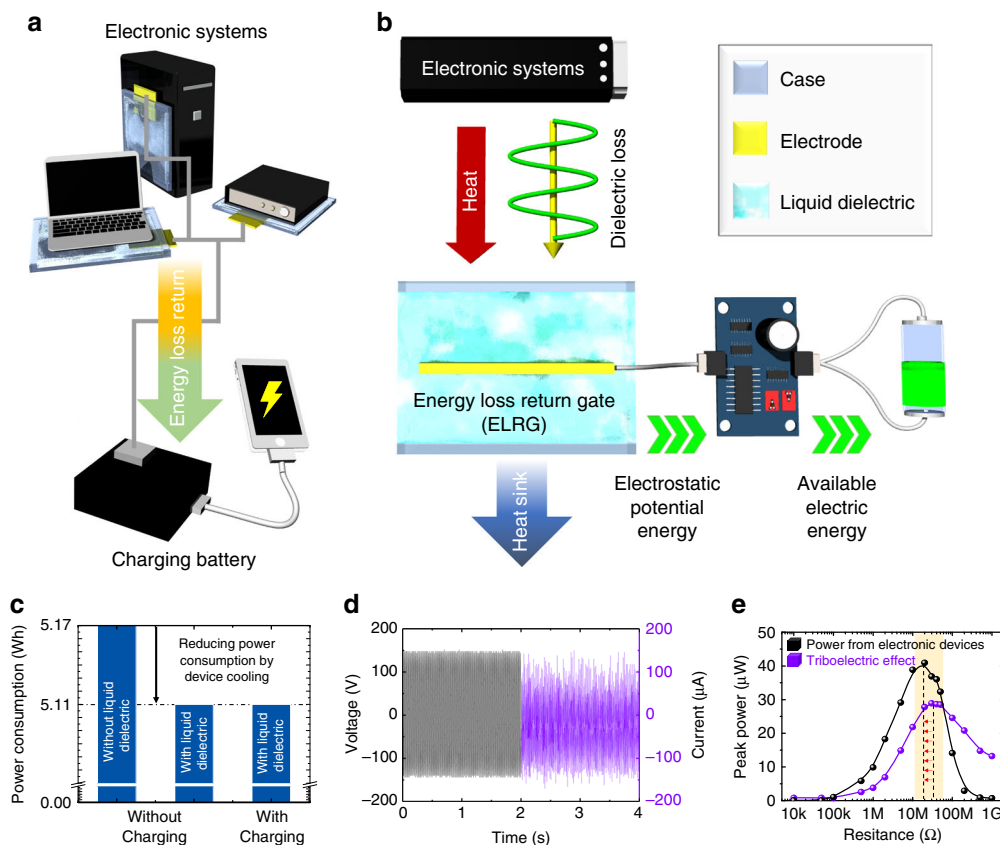 a
Electronic systems
Energy loss return
Charging battery
b
Electronic systems
Heat
Dielectric loss
Case
Electrode
Liquid dielectric
Energy loss return gate
(ELRG)
Heat sink
Electrostatic
potential
energy
Available
electric
energy
c
Power consumption (Wh)
5.17
5.11
0.00
Reducing power
consumption by
device cooling
Without liquid
dielectric
With liquid
dielectric
With liquid
dielectric
Without
Charging
With
Charging
d
Voltage (V)
200
100
0
−100
−200
0 1 2 3 4
Time (s)
200
100
0
−100
−200
Current (μA)
e
Peak power (μW)
50
40
30
20
10
0
Power from electronic devices
Triboelectric effect
10k 100k 1M 10M 100M 1G
Resitance (Ω)